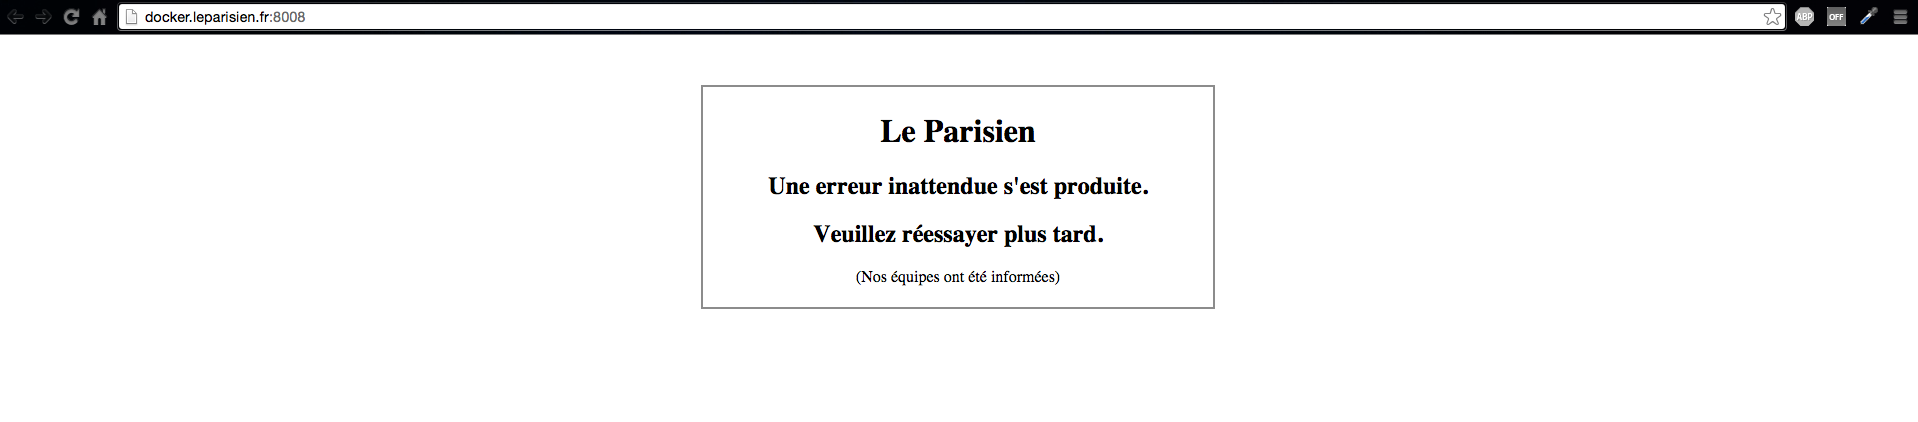 docker.leparisien.fr:8008
ABP
OFF
Le Parisien
Une erreur inattendue s'est produite.
Veuillez réessayer plus tard.
(Nos équipes ont été informées)